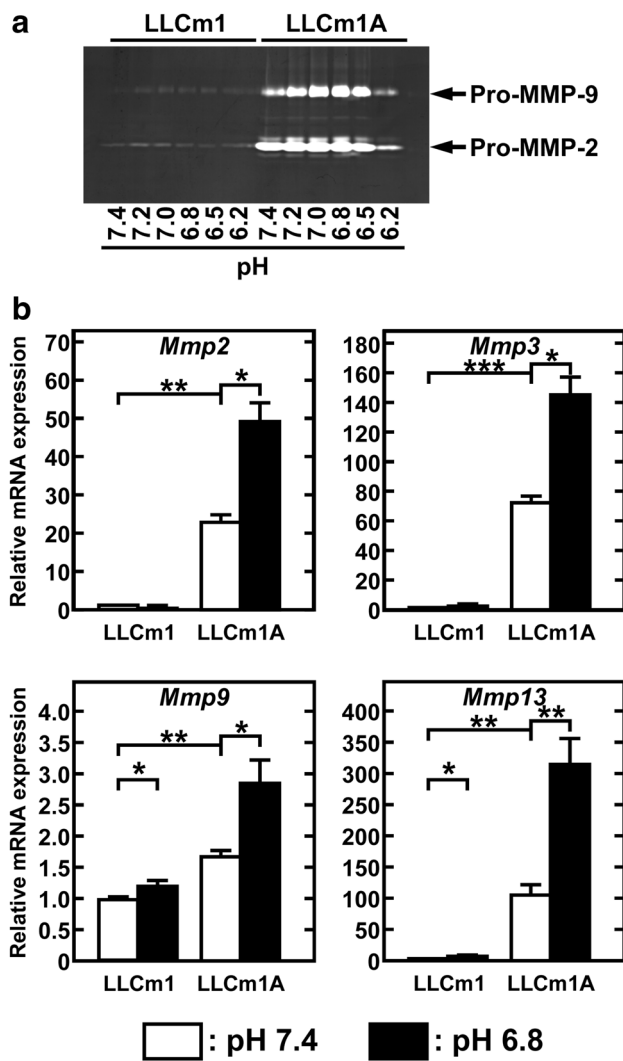 a
LLCm1 LLCm1A
Pro-MMP-9
Pro-MMP-2
7.4 7.2 7.0 6.8 6.5 6.2 7.4 7.2 7.0 6.8 6.5 6.2
pH
b
Relative mRNA expression
Mmp2
70
60
50
40
30
20
10
0
** *
LLCm1 LLCm1A
Mmp3
180
160
140
120
100
80
60
40
20
0
*** *
LLCm1 LLCm1A
Relative mRNA expression
Mmp9
4.0
3.5
3.0
2.5
2.0
1.5
1.0
0.5
0
** *
*
LLCm1 LLCm1A
Mmp13
400
350
300
250
200
150
100
50
0
** **
*
LLCm1 LLCm1A
: pH 7.4 : pH 6.8